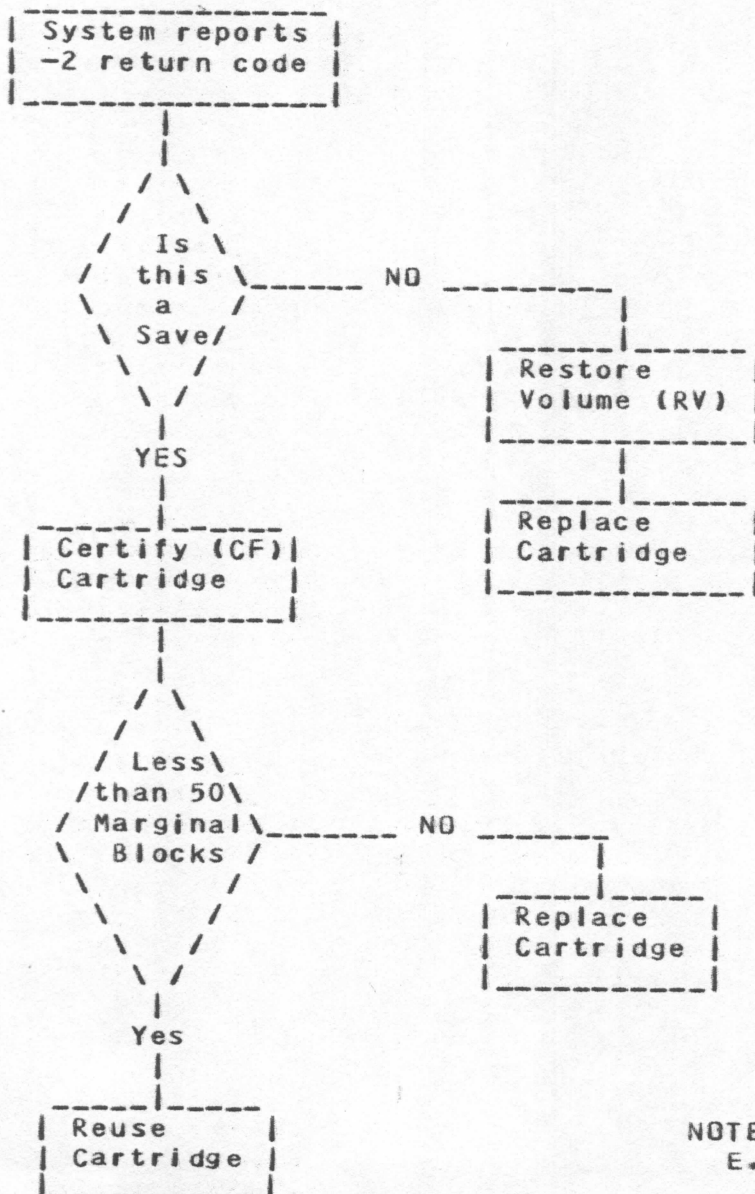 System reports
-2 return code
Is
this
a
Save
NO
Restore
Volume (RV)
YES
Replace
Cartridge
Certify (CF)
Cartridge
Less
than 50
Marginal
Blocks
NO
Replace
Cartridge
Yes
Reuse
Cartridge
NOTE
E.